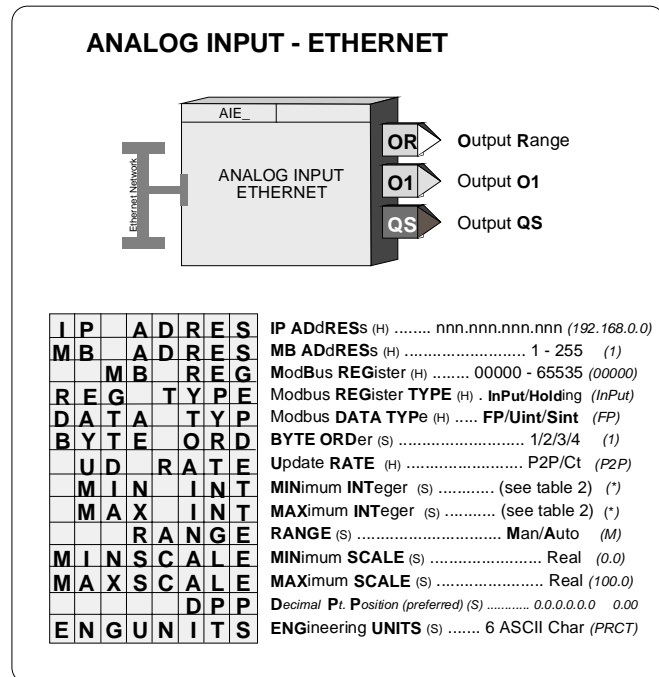 ANALOG INPUT - ETHERNET
AIE_
ANALOG INPUT
ETHERNET
Ethernet Network
OR Output Range
O1 Output O1
QS Output QS
IP ADRES IP ADdRESs (H) ........ nnn.nnn.nnn.nnn (192.168.0.0)
MB ADRES MB ADdRESs (H) .......................... 1 - 255 (1)
MB REG ModBus REGister (H) ........ 00000 - 65535 (00000)
REG TYPE Modbus REGister TYPE (H) . InPut/Holding (InPut)
DATA TYP Modbus DATA TYPe (H) ..... FP/Uint/Sint (FP)
BYTE ORD BYTE ORDer (S) .......................... 1/2/3/4 (1)
UD RATE Update RATE (H) ....................... P2P/Ct (P2P)
MIN INT MINimum INTeger (S) ........... (see table 2) (*)
MAX INT MAXimum INTeger (S) ........... (see table 2) (*)
RANGE RANGE (S) ................................. Man/Auto (M)
MINSCALE MINimum SCALE (S) ....................... Real (0.0)
MAXSCALE MAXimum SCALE (S) ..................... Real (100.0)
DPP Decimal Pt. Position (preferred) (S) ............ 0.0.0.0.0.0 0.00
ENGUNITS ENGineering UNITS (S) ....... 6 ASCII Char (PRCT)